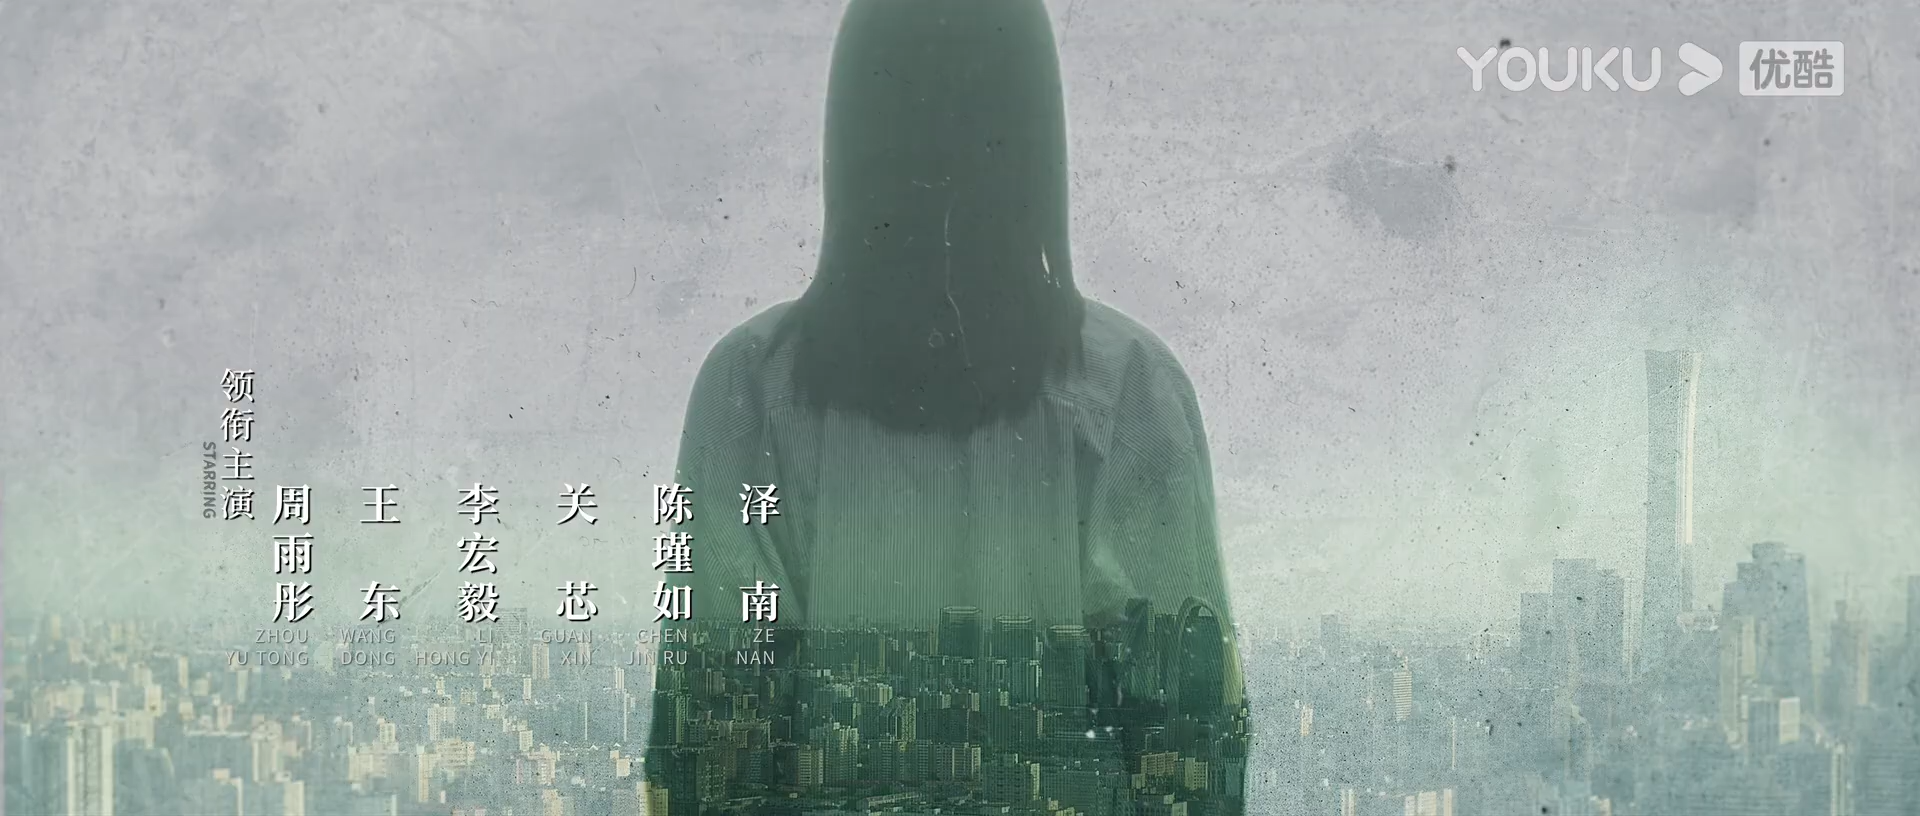 YOUKU 优酷
领衔主演
STARRING
周雨彤
王东
李宏毅
关芯
陈瑾如
泽南
ZHOU YU TONG
WANG DONG
LI HONG YI
GUAN XIN
CHEN JIN RU
ZE NAN